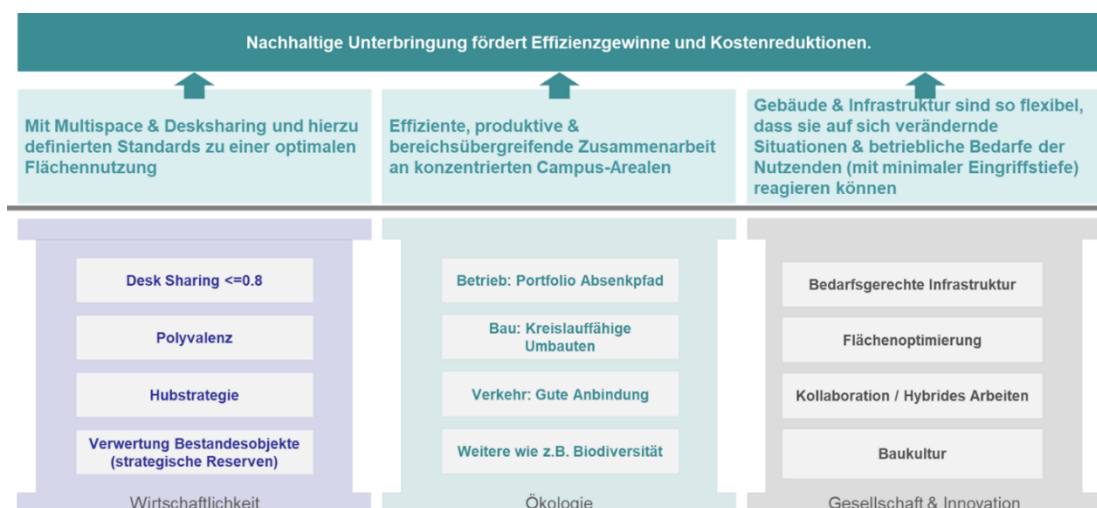 Nachhaltige Unterbringung fördert Effizienzgewinne und Kostenreduktionen.
Mit Multispace & Desksharing und hierzu
definierten Standards zu einer optimalen
Flächennutzung
Effiziente, produktive &
bereichsübergreifende Zusammenarbeit
an konzentrierten Campus-Arealen
Gebäude & Infrastruktur sind so flexibel,
dass sie auf sich verändernde
Situationen & betriebliche Bedarfe der
Nutzenden (mit minimaler Eingriffstiefe)
reagieren können
Desk Sharing <=0.8
Polyvalenz
Hubstrategie
Verwertung Bestandesobjekte
(strategische Reserven)
Wirtschaftlichkeit
Betrieb: Portfolio Absenkpfad
Bau: Kreislauffähige
Umbauten
Verkehr: Gute Anbindung
Weitere wie z.B. Biodiversität
Ökologie
Bedarfsgerechte Infrastruktur
Flächenoptimierung
Kollaboration / Hybrides Arbeiten
Baukultur
Gesellschaft & Innovation